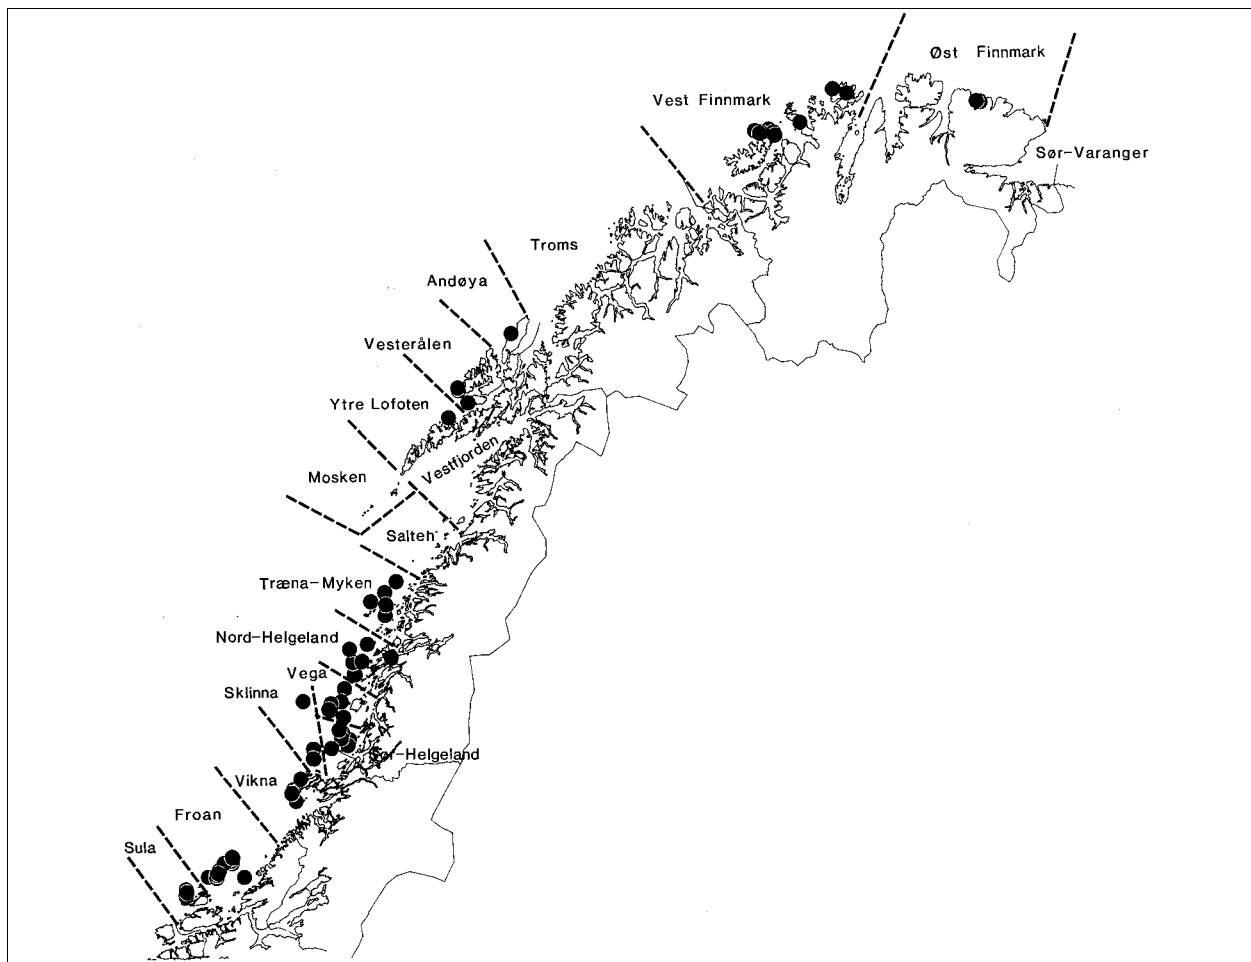 Øst Finnmark
Vest Finnmark
Sør-Varanger
Troms
Andøya
Vesterålen
Ytre Lofoten
Vestfjorden
Mosken
Salteh
Træna-Myken
Nord-Helgeland
Vega
Sklinna
Sør-Helgeland
Vikna
Froan
Sula